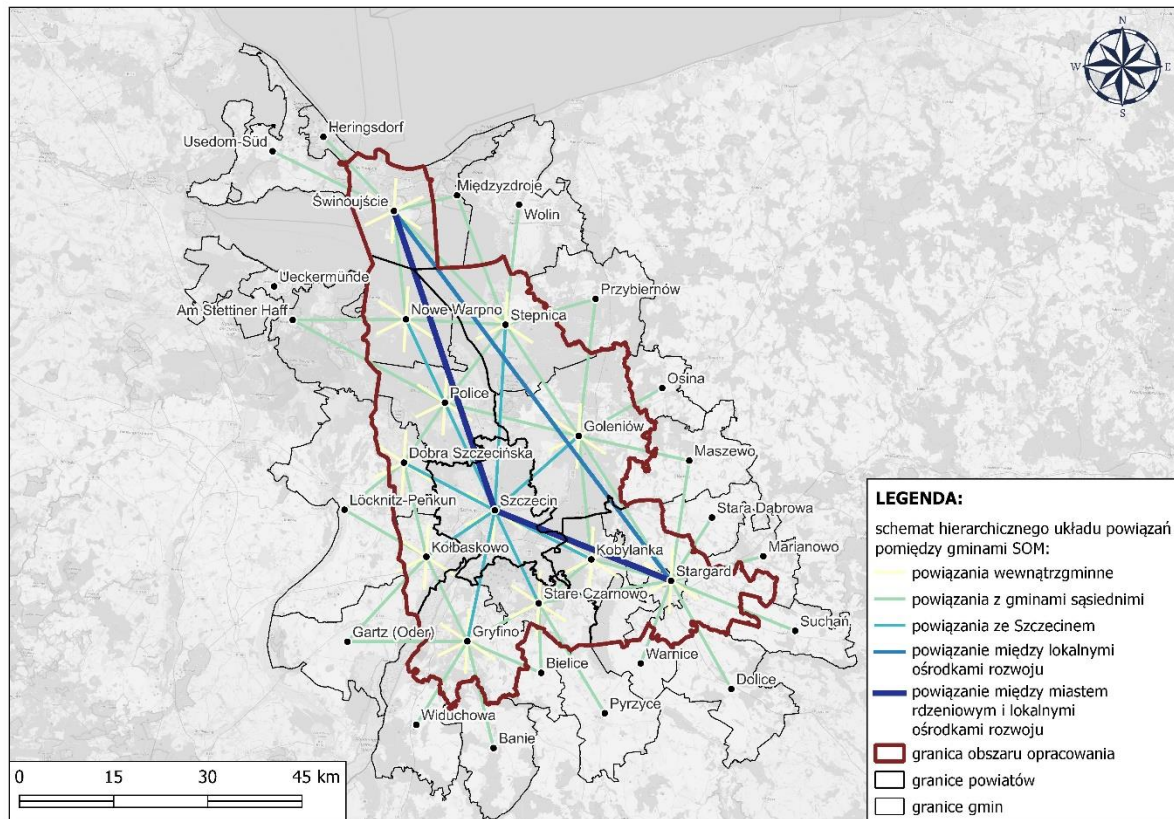 N
W E
S
Heringsdorf
Usedom-Süd
Międzyzdroje
Świnoujście
Wolin
Ueckermünde
Przybiernów
Am Stettiner Haff
Nowe Warpno
Stepnica
Osina
Police
Goleniów
Dobra Szczecińska
Maszewo
Löcknitz-Penkun
Szczecin
Stara Dąbrowa
Kołbaskowo
Kobylanka
Marianowo
Stargard
Stare Czarnowo
Suchań
Gartz (Oder)
Gryfino
Warnice
Bielice
Dolice
Pyrzyce
Widuchowa
Banie
0 15 30 45 km
LEGENDA:
schemat hierarchicznego układu powiązań
pomiędzy gminami SOM:
powiązania wewnątrzgminne
powiązania z gminami sąsiednimi
powiązania ze Szczecinem
powiązanie między lokalnymi
ośrodkami rozwoju
powiązanie między miastem
rdzeniowym i lokalnymi
ośrodkami rozwoju
granica obszaru opracowania
granice powiatów
granice gmin